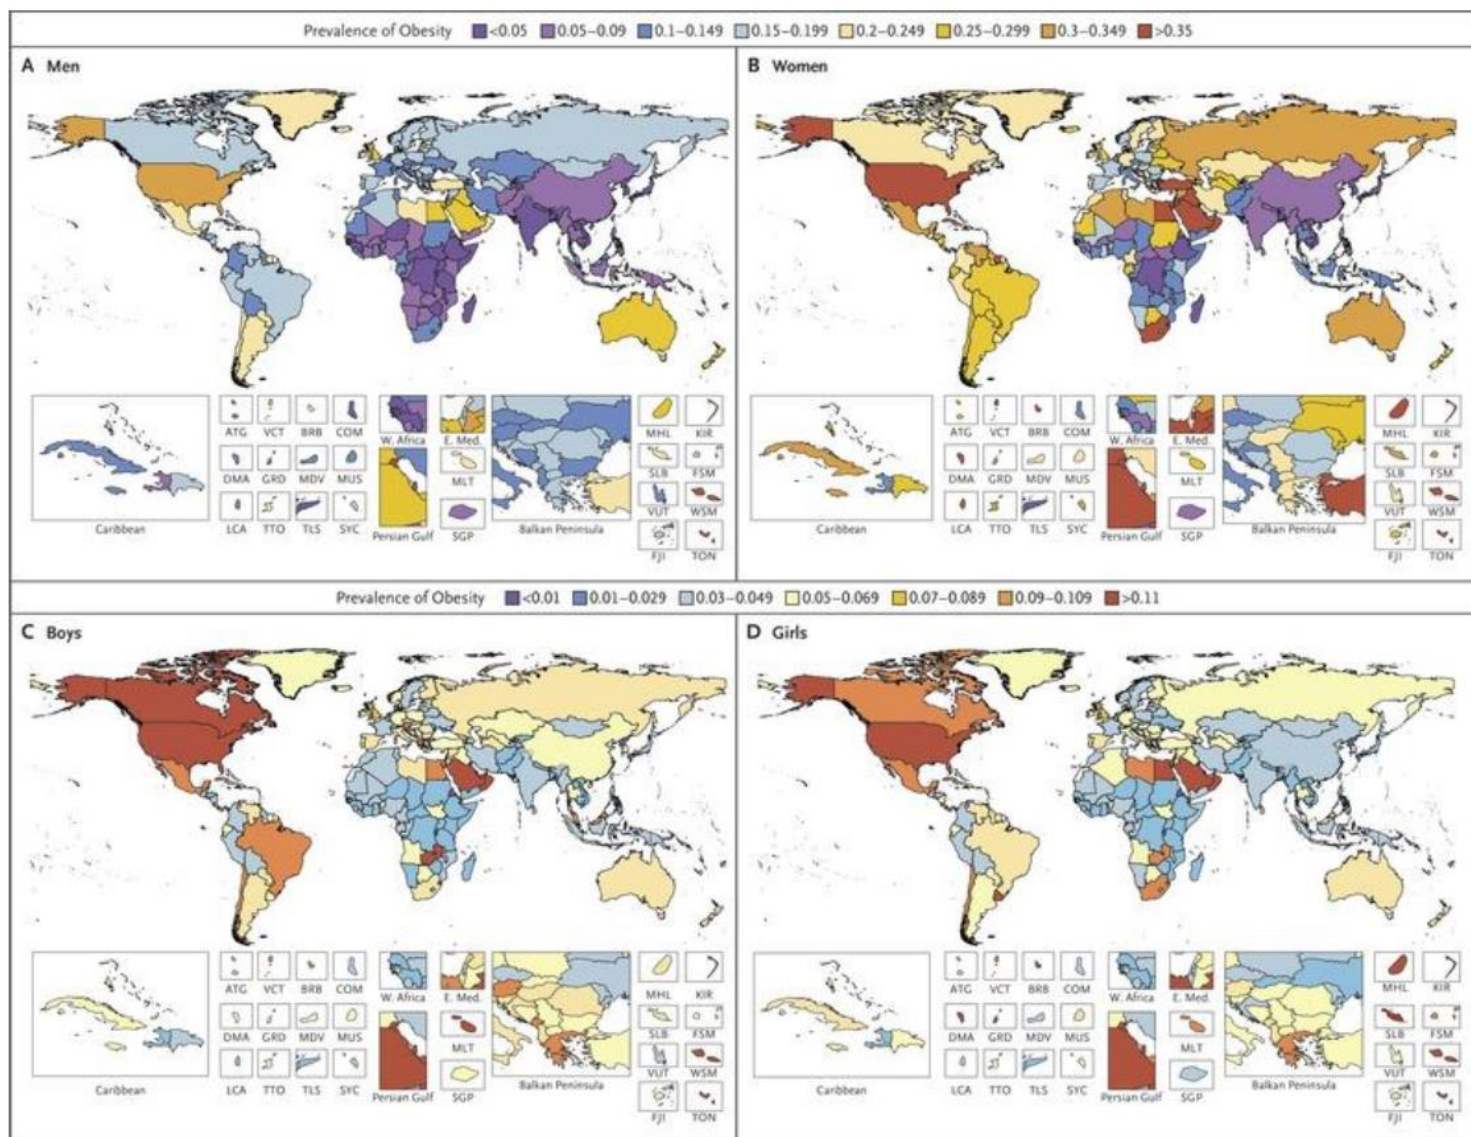 Prevalence of Obesity <0.05 0.05–0.09 0.1–0.149 0.15–0.199 0.2–0.249 0.25–0.299 0.3–0.349 >0.35
A Men
B Women
ATG VCT BRB COM W. Africa E. Med. MHL KIR
DMA GRD MDV MUS MLT SLB FSM
VUT WSM
LCA TTO TLS SYC
Caribbean Persian Gulf SGP Balkan Peninsula FJI TON
ATG VCT BRB COM W. Africa E. Med. MHL KIR
DMA GRD MDV MUS MLT SLB FSM
VUT WSM
LCA TTO TLS SYC
Caribbean Persian Gulf SGP Balkan Peninsula FJI TON
Prevalence of Obesity <0.01 0.01–0.029 0.03–0.049 0.05–0.069 0.07–0.089 0.09–0.109 >0.11
C Boys
D Girls
ATG VCT BRB COM W. Africa E. Med. MHL KIR
DMA GRD MDV MUS MLT SLB FSM
VUT WSM
LCA TTO TLS SYC
Caribbean Persian Gulf SGP Balkan Peninsula FJI TON
ATG VCT BRB COM W. Africa E. Med. MHL KIR
DMA GRD MDV MUS MLT SLB FSM
VUT WSM
LCA TTO TLS SYC
Caribbean Persian Gulf SGP Balkan Peninsula FJI TON